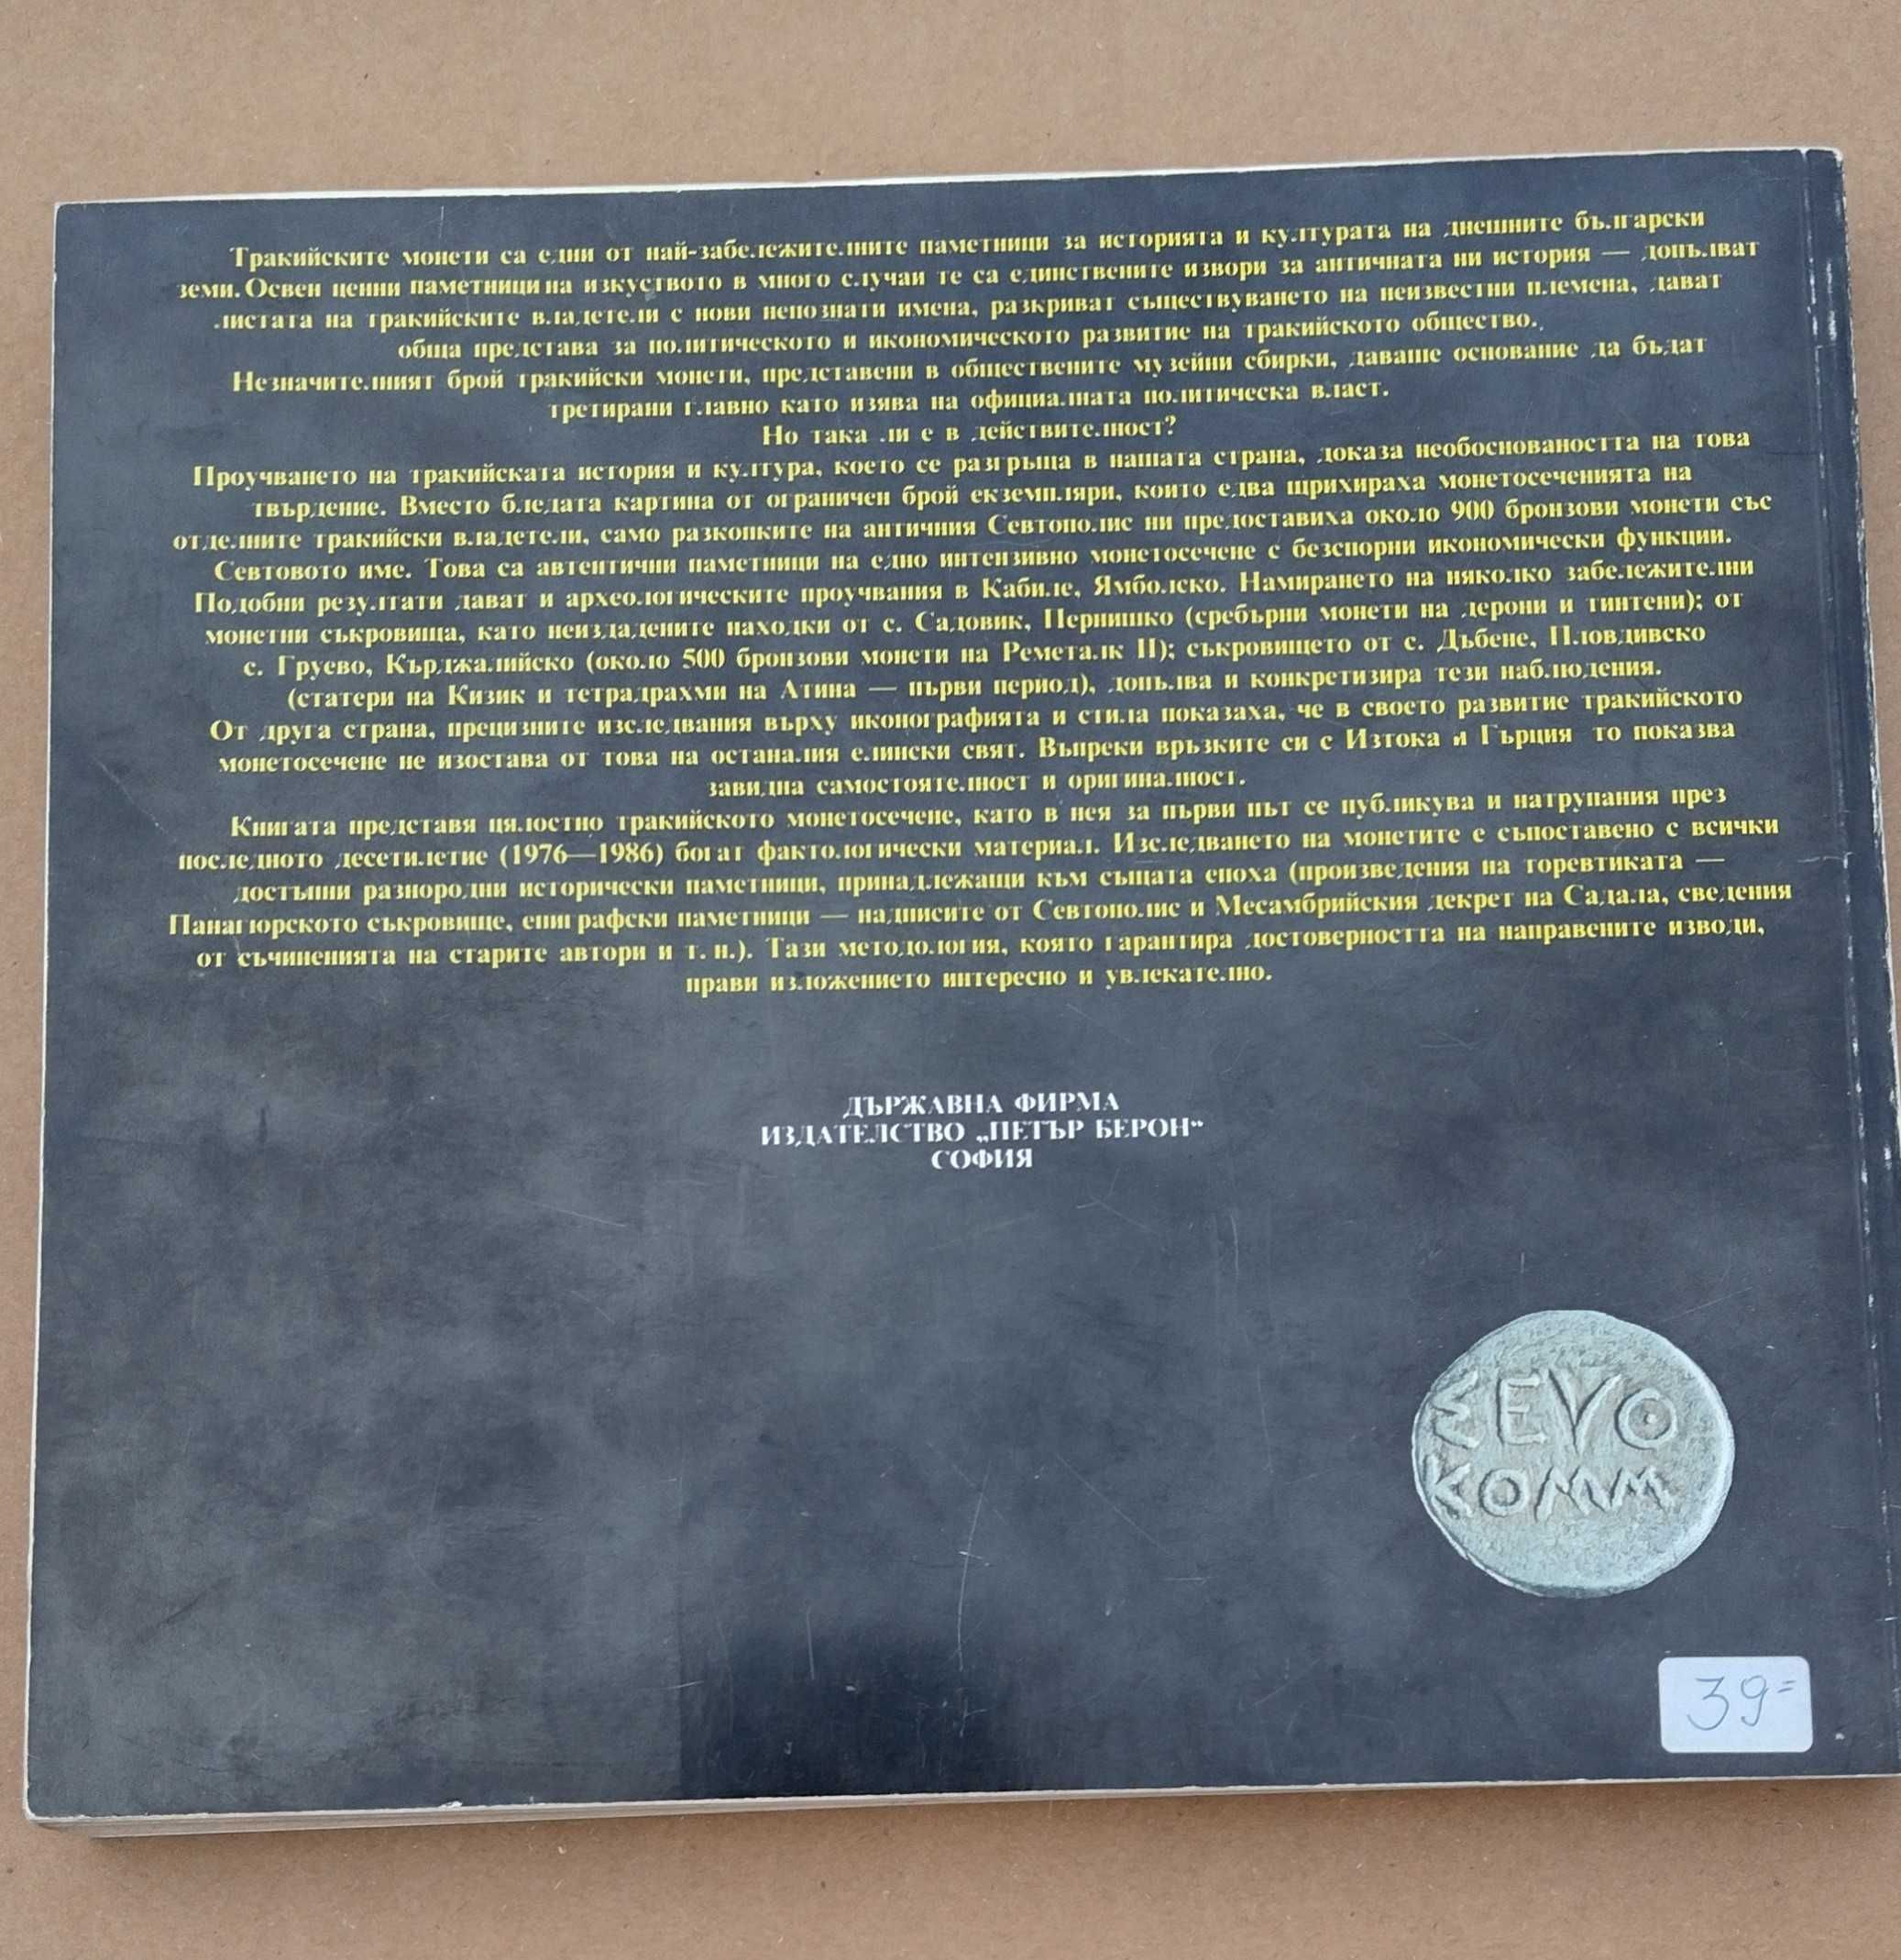 Тракийските монети са едни от най-забележителните паметници за историята и културата на днешните български
земи. Освен ценни паметници на изкуството в много случаи те са единствените извори за античната ни история — допълват
листата на тракийските владетели с нови непознати имена, разкриват съществуването на неизвестни племена, дават
обща представа за политическото и икономическото развитие на тракийското общество.
Незначителният брой тракийски монети, представени в обществените музейни сбирки, даваше основание да бъдат
третирани главно като изява на официалната политическа власт.
Но така ли е в действителност?
Проучването на тракийската история и култура, което се разгръща в нашата страна, доказа необосноваността на това
твърдение. Вместо бледата картина от ограничен брой екземпляри, които едва щрихираха монетосеченията на
отделните тракийски владетели, само разкопките на античния Севтополис ни предоставиха около 900 бронзови монети със
Севтовото име. Това са автентични паметници на едно интензивно монетосечене с безспорни икономически функции.
Подобни резултати дават и археологическите проучвания в Кабиле, Ямболско. Намирането на няколко забележителни
монетни съкровища, като неиздадените находки от с. Садовик, Пернишко (сребърни монети на дерони и тинтени); от
с. Груево, Кърджалийско (около 500 бронзови монети на Реметалк II); съкровището от с. Дъбене, Пловдивско
(статери на Кизик и тетрадрахми на Атина — първи период), допълва и конкретизира тези наблюдения.
От друга страна, прецизните изследвания върху иконографията и стила показаха, че в своето развитие тракийското
монетосечене не изостава от това на останалия елински свят. Въпреки връзките си с Изтока и Гърция то показва
завидна самостоятелност и оригиналност.
Книгата представя цялостно тракийското монетосечене, като в нея за първи път се публикува и натрупания през
последното десетилетие (1976—1986) богат фактологически материал. Изследването на монетите е съпоставено с всички
достъпни разнородни исторически паметници, принадлежащи към същата епоха (произведения на торевтиката —
Панагюрското съкровище, епиграфски паметници — надписите от Севтополис и Месамбрийския декрет на Садала, сведения
от съчиненията на старите автори и т. н.). Тази методология, която гарантира достоверността на направените изводи,
прави изложението интересно и увлекателно.
ДЪРЖАВНА ФИРМА
ИЗДАТЕЛСТВО „ПЕТЪР БЕРОН“
СОФИЯ
ΣΕVΘ
ΚΟΜΜ
39=